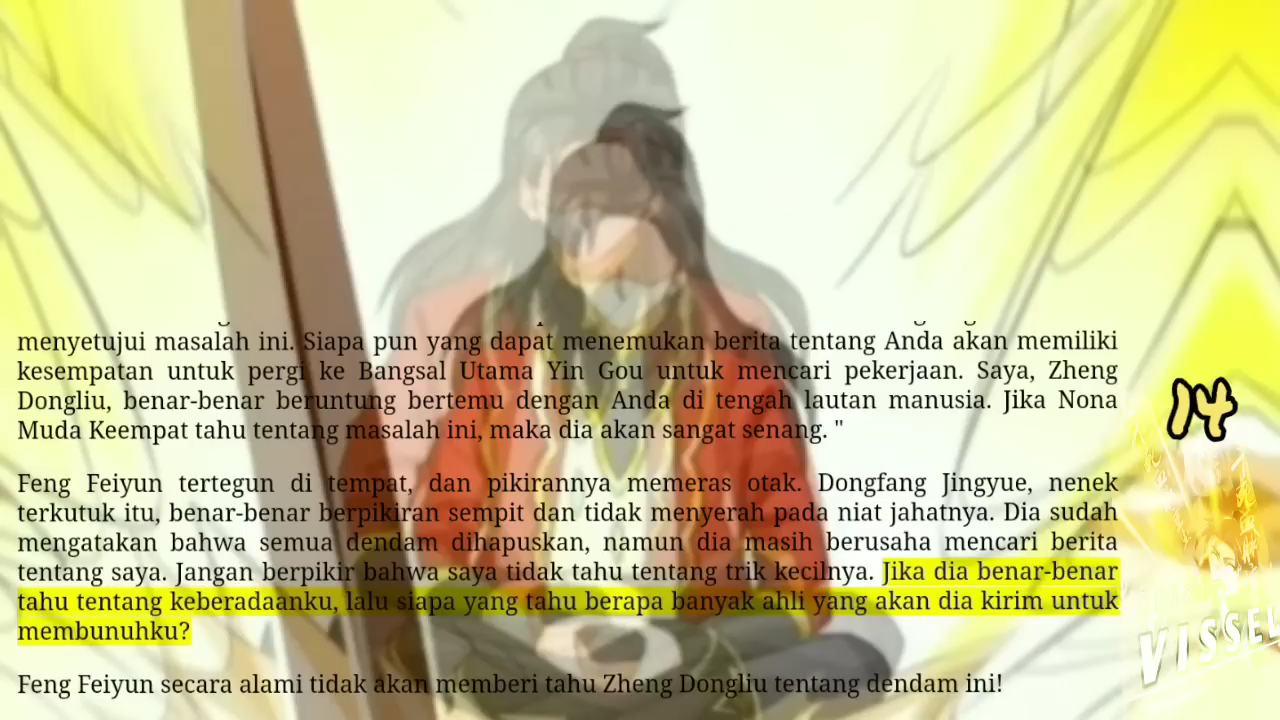 menyetujui masalah ini. Siapa pun yang dapat menemukan berita tentang Anda akan memiliki
kesempatan untuk pergi ke Bangsal Utama Yin Gou untuk mencari pekerjaan. Saya, Zheng
Dongliu, benar-benar beruntung bertemu dengan Anda di tengah lautan manusia. Jika Nona
Muda Keempat tahu tentang masalah ini, maka dia akan sangat senang. "
Feng Feiyun tertegun di tempat, dan pikirannya memeras otak. Dongfang Jingyue, nenek
terkutuk itu, benar-benar berpikiran sempit dan tidak menyerah pada niat jahatnya. Dia sudah
mengatakan bahwa semua dendam dihapuskan, namun dia masih berusaha mencari berita
tentang saya. Jangan berpikir bahwa saya tidak tahu tentang trik kecilnya. Jika dia benar-benar
tahu tentang keberadaanku, lalu siapa yang tahu berapa banyak ahli yang akan dia kirim untuk
membunuhku?
Feng Feiyun secara alami tidak akan memberi tahu Zheng Dongliu tentang dendam ini!
14
VISSEL